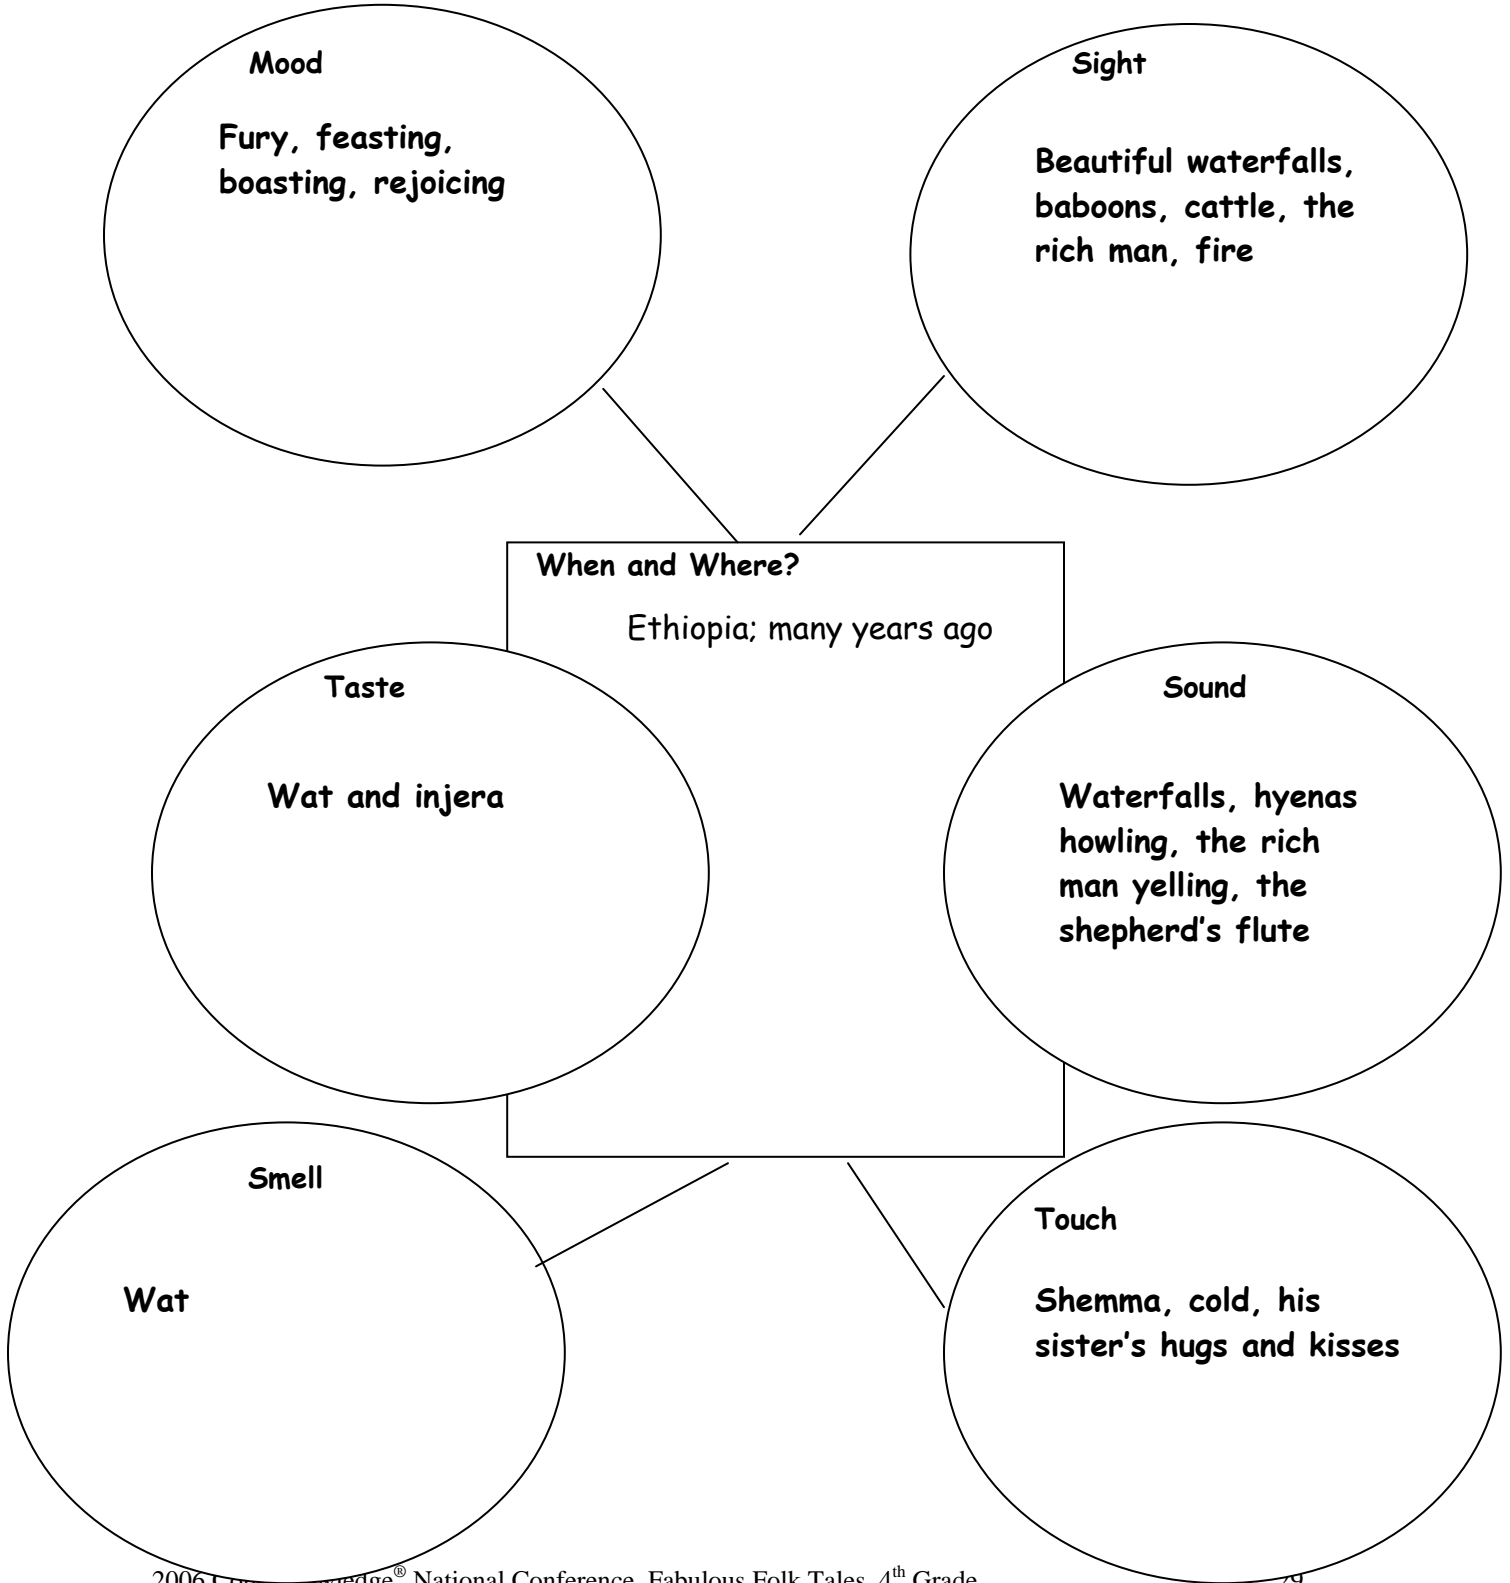 Mood
Fury, feasting,
boasting, rejoicing
Sight
Beautiful waterfalls,
baboons, cattle, the
rich man, fire
When and Where?
Ethiopia; many years ago
Taste
Wat and injera
Sound
Waterfalls, hyenas
howling, the rich
man yelling, the
shepherd's flute
Smell
Wat
Touch
Shemma, cold, his
sister's hugs and kisses
2006 National Conference, Fabulous Folk Tales, 4th Grade